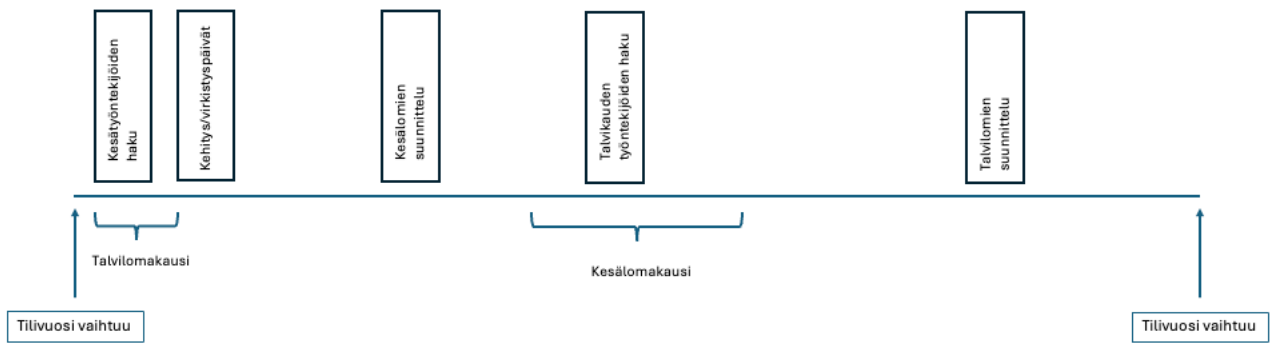 Kesätyöntekijöiden
haku
Kehitys/virkistyspäivät
Kesälomien
suunnittelu
Talvikauden
työntekijöiden haku
Talvilomien
suunnittelu
Talvilomakausi
Kesälomakausi
Tilivuosi vaihtuu
Tilivuosi vaihtuu